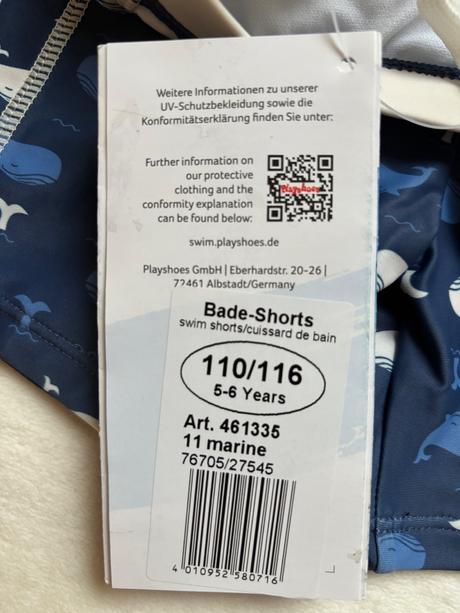 Weitere Informationen zu unserer
UV-Schutzbekleidung sowie die
Konformitätserklärung finden Sie unter:
Further information on
our protective
clothing and the
conformity explanation
can be found below:
Playshoes
swim.playshoes.de
Playshoes GmbH | Eberhardstr. 20-26 |
72461 Albstadt/Germany
Bade-Shorts
swim shorts/cuissard de bain
110/116
5-6 Years
Art. 461335
11 marine
76705/27545
4 010952 580716